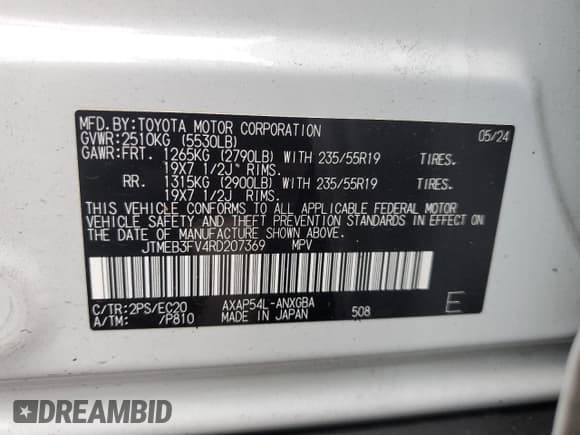 MFD.BY:TOYOTA MOTOR CORPORATION 05/24
GVWR:2510KG (5530LB)
GAWR:FRT. 1265KG (2790LB) WITH 235/55R19 TIRES.
19X7 1/2J RIMS.
RR. 1315KG (2900LB) WITH 235/55R19 TIRES.
19X7 1/2J RIMS.
THIS VEHICLE CONFORMS TO ALL APPLICABLE FEDERAL MOTOR
VEHICLE SAFETY AND THEFT PREVENTION STANDARDS IN EFFECT ON
THE DATE OF MANUFACTURE SHOWN ABOVE.
JTMEB3FV4RD207369 MPV
C/TR:2PS/EC20 AXAP54L-ANXGBA
A/TM: /P810 MADE IN JAPAN 508 E
DREAMBID